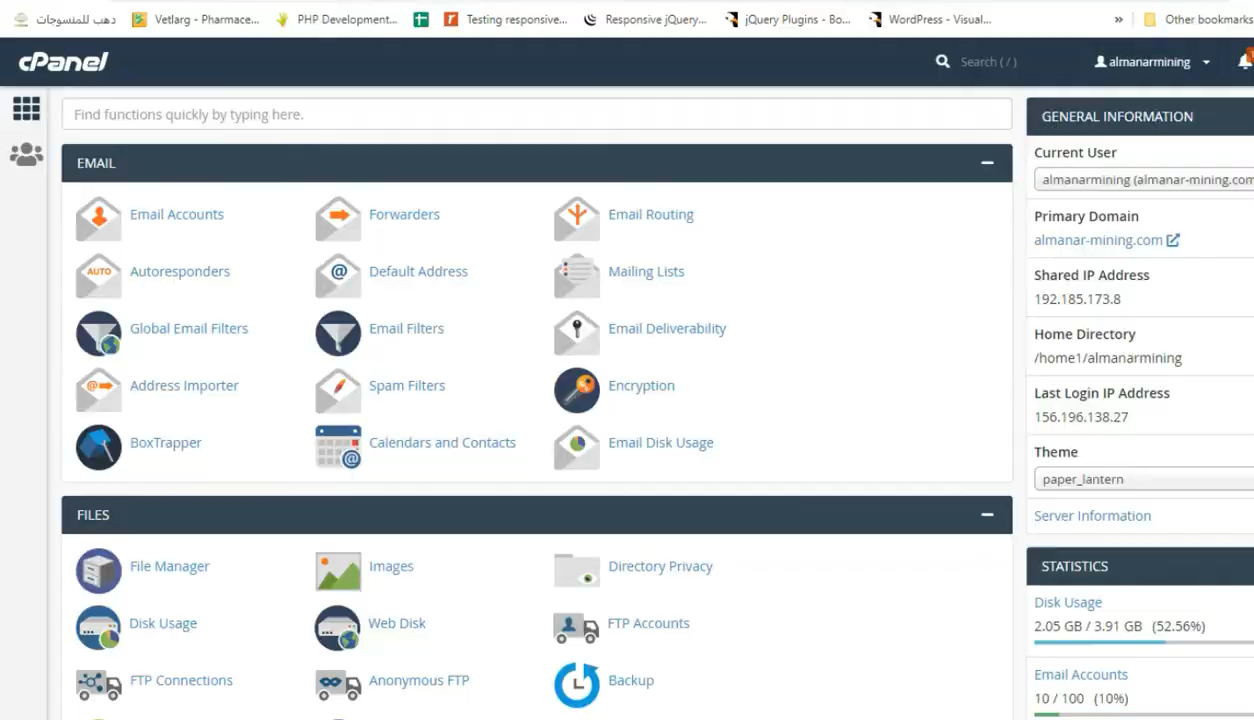 دهب للمنسوجات
Vetlarg - Pharmace...
PHP Development...
Testing responsive...
Responsive jQuery...
jQuery Plugins - Bo...
WordPress - Visual...
»
Other bookmarks
cPanel
Search ( / )
almanarmining
Find functions quickly by typing here.
EMAIL
Email Accounts
Forwarders
Email Routing
AUTO
Autoresponders
Default Address
Mailing Lists
Global Email Filters
Email Filters
Email Deliverability
Address Importer
Spam Filters
Encryption
BoxTrapper
Calendars and Contacts
Email Disk Usage
FILES
File Manager
Images
Directory Privacy
Disk Usage
Web Disk
FTP Accounts
FTP Connections
Anonymous FTP
Backup
GENERAL INFORMATION
Current User
almanarmining (almanar-mining.com
Primary Domain
almanar-mining.com
Shared IP Address
192.185.173.8
Home Directory
/home1/almanarmining
Last Login IP Address
156.196.138.27
Theme
paper_lantern
Server Information
STATISTICS
Disk Usage
2.05 GB / 3.91 GB (52.56%)
Email Accounts
10 / 100 (10%)